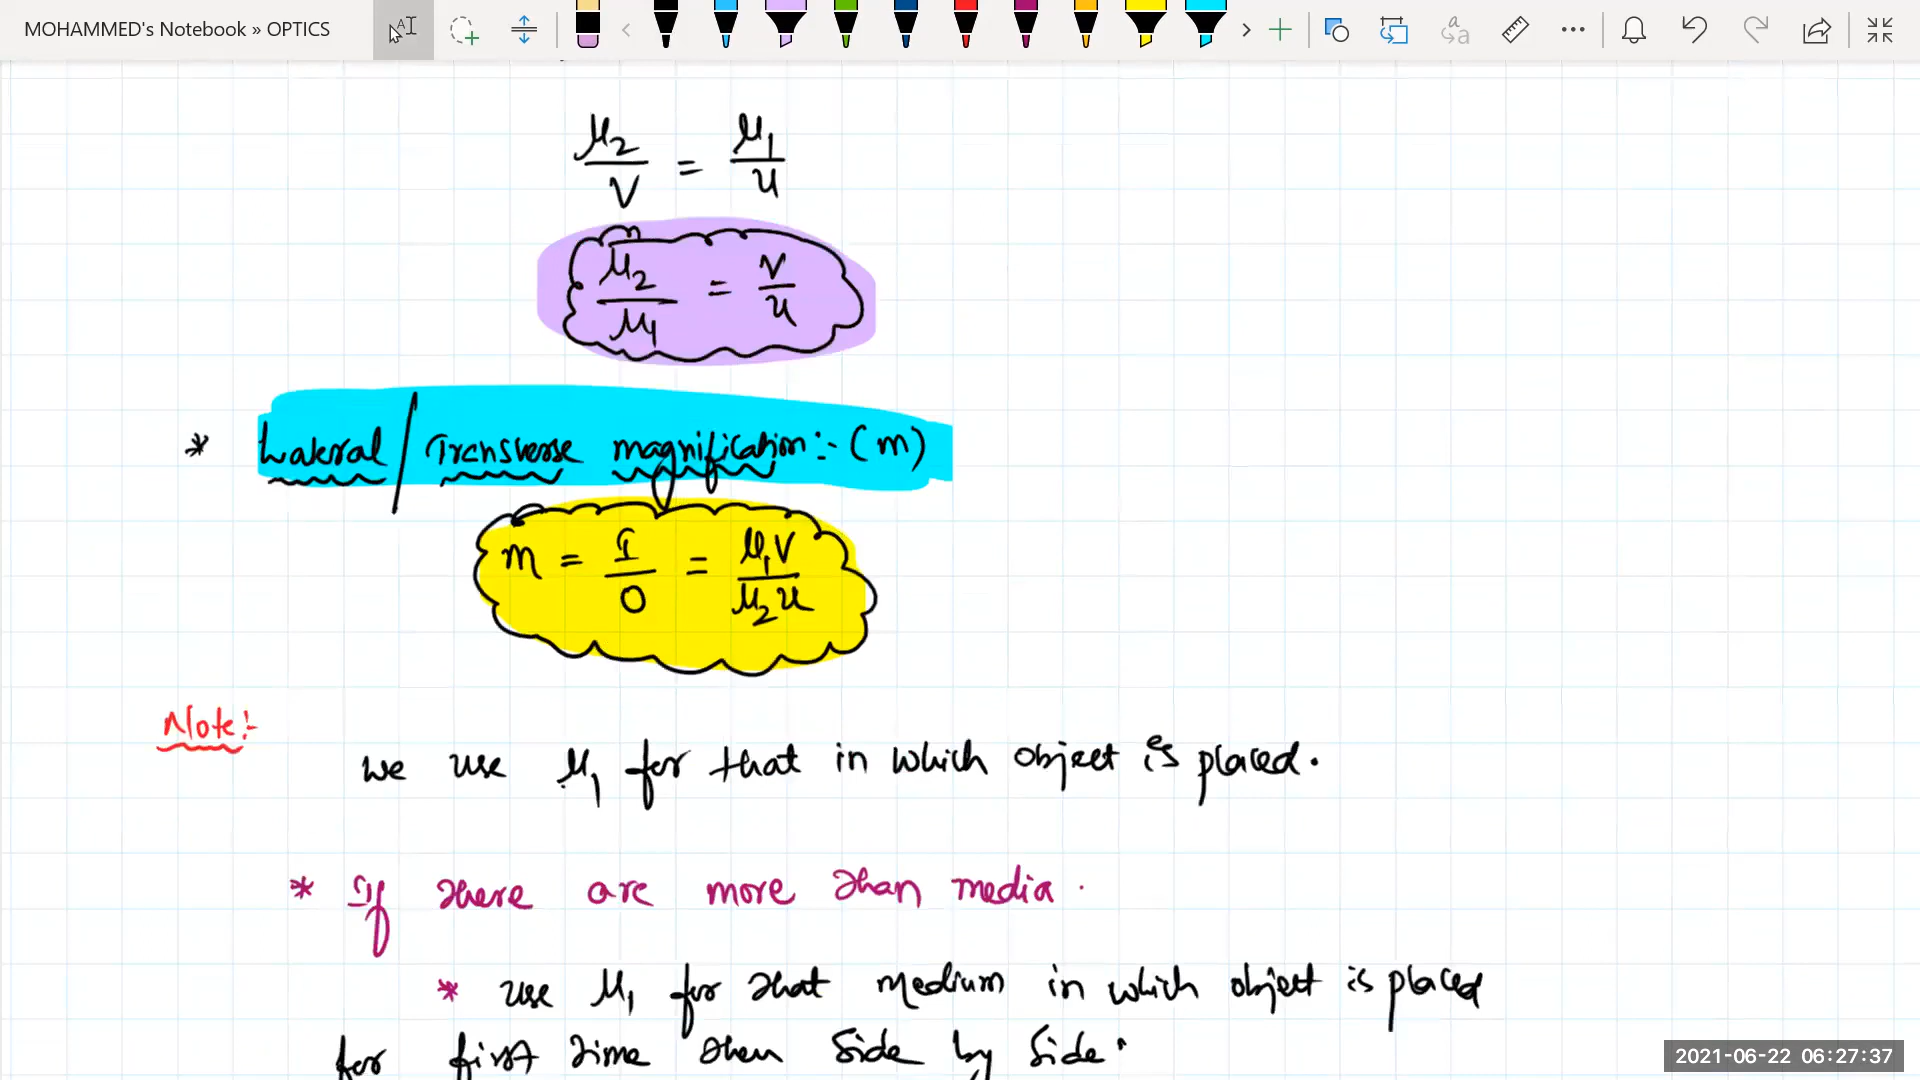 MOHAMMED's Notebook » OPTICS
μ2/V = μ1/u
μ2/μ1 = V/u
* Lateral / Transverse magnification:- (m)
m = I/O = μ1V/μ2u
Note:-
we use μ1 for that in which object is placed.
* If there are more than media.
* use μ1 for that medium in which object is placed
for first time then side by side.
2021-06-22 06:27:37